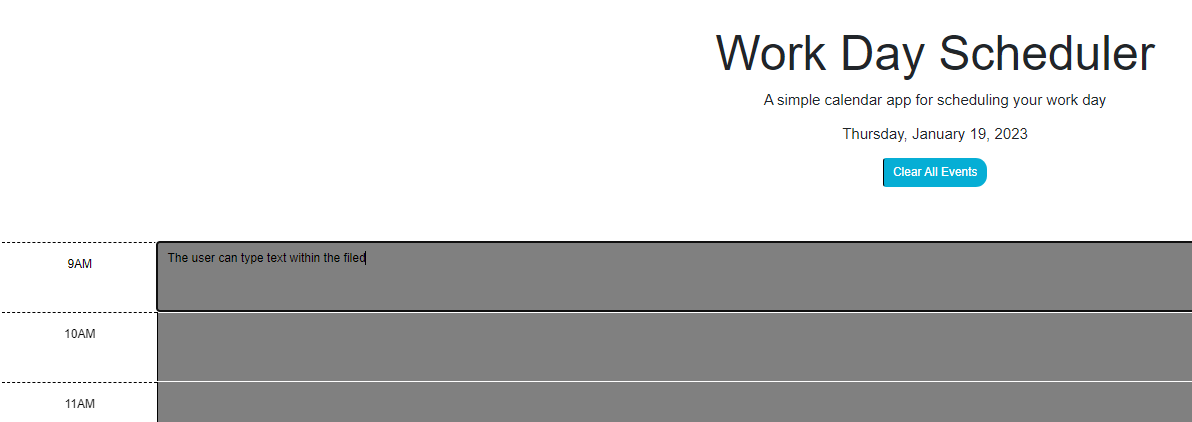 Work Day Scheduler
A simple calendar app for scheduling your work day
Thursday, January 19, 2023
Clear All Events
9AM
The user can type text within the filed
10AM
11AM